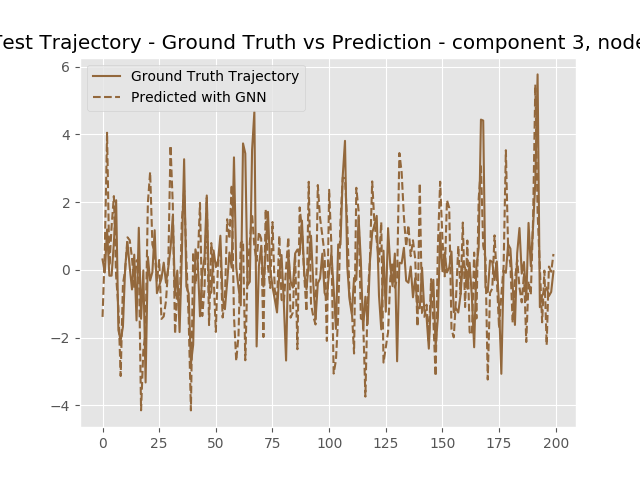 Test Trajectory - Ground Truth vs Prediction - component 3, node
Ground Truth Trajectory
Predicted with GNN
6
4
2
0
−2
−4
0 25 50 75 100 125 150 175 200